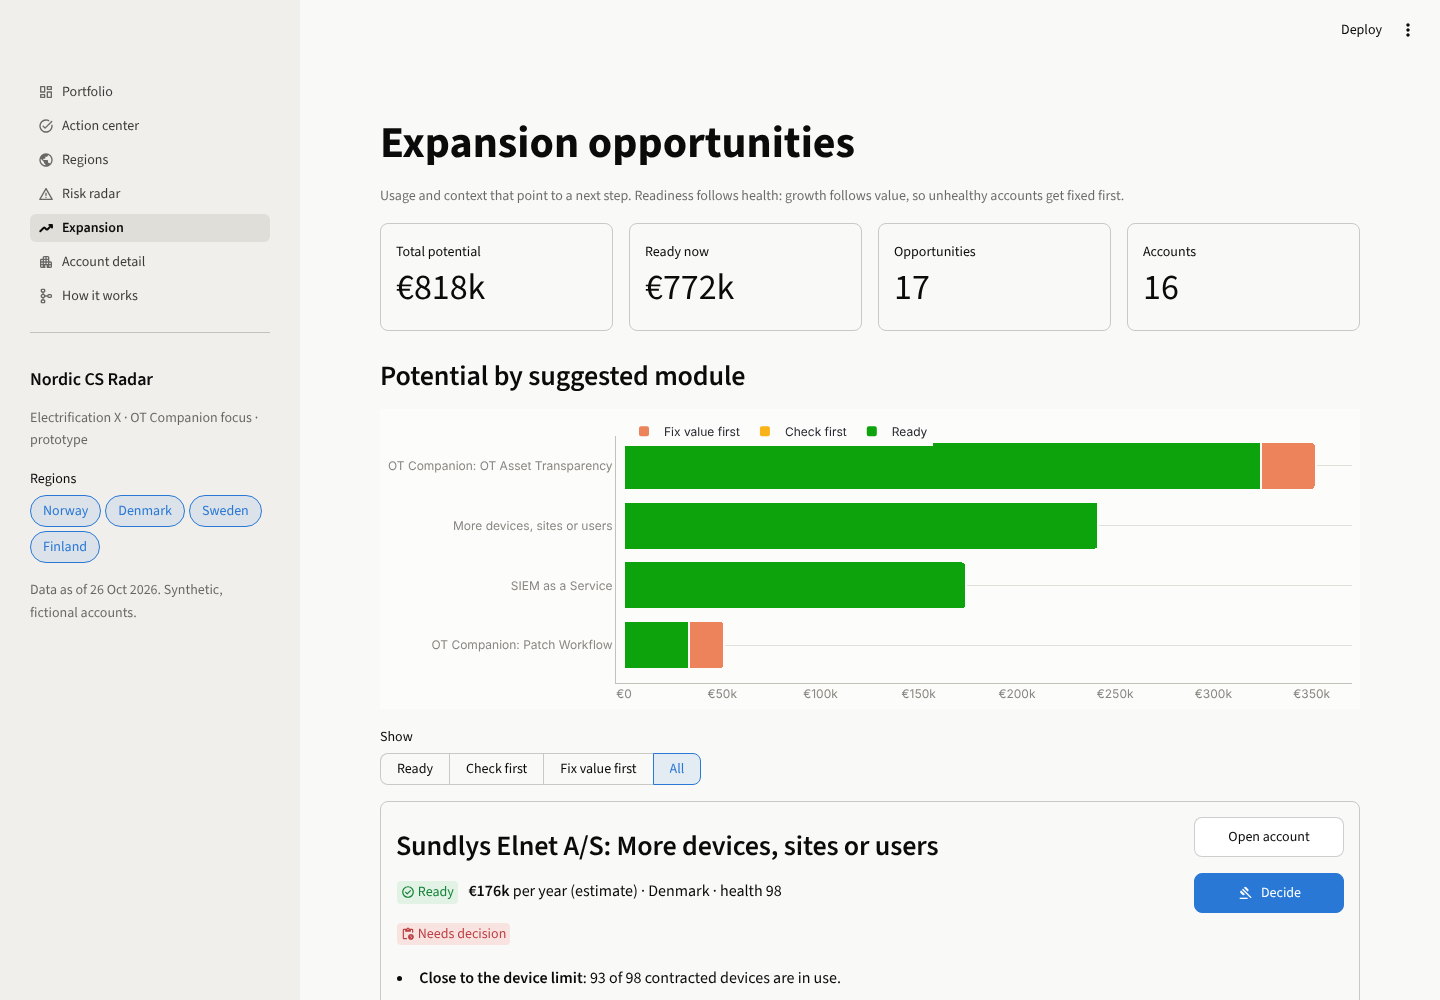 Deploy
Portfolio
Action center
Regions
Risk radar
Expansion
Account detail
How it works
Nordic CS Radar
Electrification X · OT Companion focus ·
prototype
Regions
Norway
Denmark
Sweden
Finland
Data as of 26 Oct 2026. Synthetic,
fictional accounts.
Expansion opportunities
Usage and context that point to a next step. Readiness follows health: growth follows value, so unhealthy accounts get fixed first.
Total potential
€818k
Ready now
€772k
Opportunities
17
Accounts
16
Potential by suggested module
Fix value first
Check first
Ready
OT Companion: OT Asset Transparency
More devices, sites or users
SIEM as a Service
OT Companion: Patch Workflow
€0
€50k
€100k
€150k
€200k
€250k
€300k
€350k
Show
Ready
Check first
Fix value first
All
Sundlys Elnet A/S: More devices, sites or users
Open account
Ready
€176k per year (estimate) · Denmark · health 98
Decide
Needs decision
• Close to the device limit: 93 of 98 contracted devices are in use.